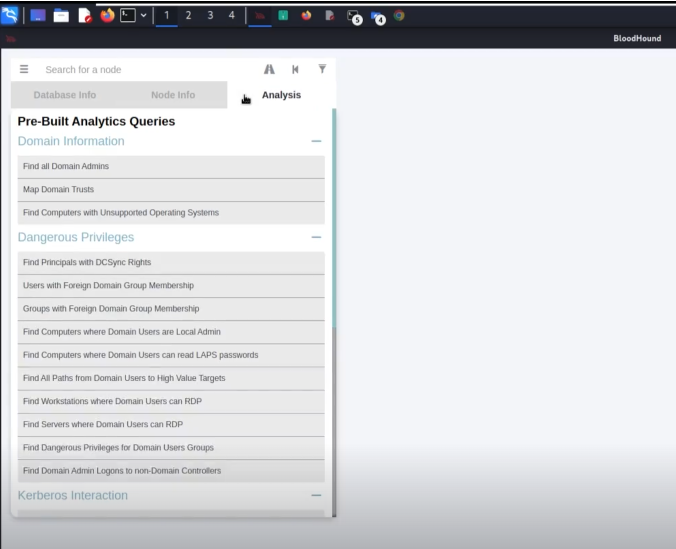 1 2 3 4
5
4
BloodHound
Search for a node
Database Info Node Info Analysis
Pre-Built Analytics Queries
Domain Information
Find all Domain Admins
Map Domain Trusts
Find Computers with Unsupported Operating Systems
Dangerous Privileges
Find Principals with DCSync Rights
Users with Foreign Domain Group Membership
Groups with Foreign Domain Group Membership
Find Computers where Domain Users are Local Admin
Find Computers where Domain Users can read LAPS passwords
Find All Paths from Domain Users to High Value Targets
Find Workstations where Domain Users can RDP
Find Servers where Domain Users can RDP
Find Dangerous Privileges for Domain Users Groups
Find Domain Admin Logons to non-Domain Controllers
Kerberos Interaction